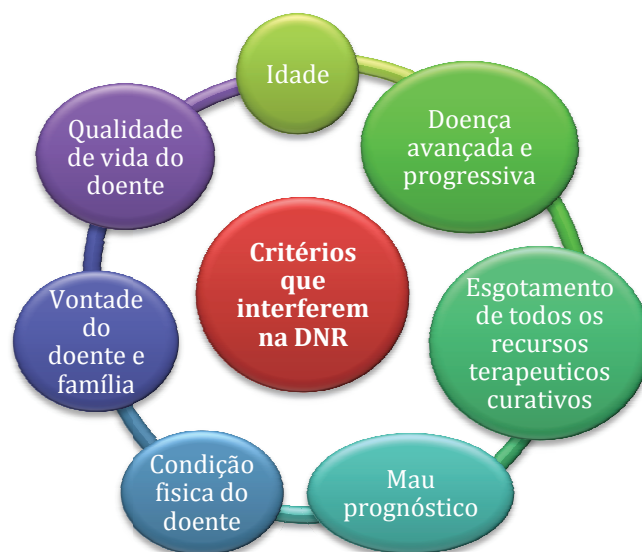 Idade
Doença
avançada e
progressiva
Esgotamento
de todos os
recursos
terapeuticos
curativos
Mau
prognóstico
Condição
fisica do
doente
Vontade
do
doente e
família
Qualidade
de vida do
doente
Critérios
que
interferem
na DNR